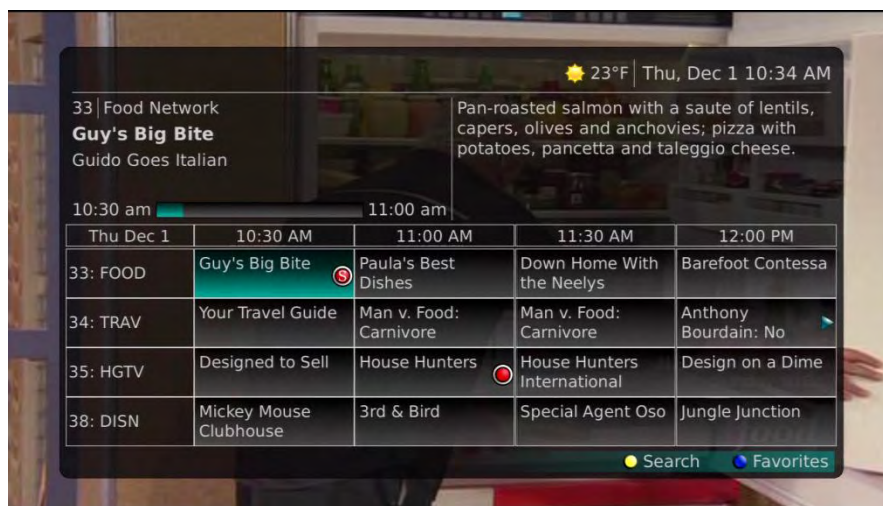 23°F Thu, Dec 1 10:34 AM
33 Food Network
Guy's Big Bite
Guido Goes Italian
Pan-roasted salmon with a saute of lentils,
capers, olives and anchovies; pizza with
potatoes, pancetta and taleggio cheese.
10:30 am 11:00 am
Thu Dec 1 10:30 AM 11:00 AM 11:30 AM 12:00 PM
33: FOOD
Guy's Big Bite
S
Paula's Best
Dishes
Down Home With
the Neelys
Barefoot Contessa
34: TRAV
Your Travel Guide
Man v. Food:
Carnivore
Man v. Food:
Carnivore
Anthony
Bourdain: No
35: HGTV
Designed to Sell
House Hunters
House Hunters
International
Design on a Dime
38: DISN
Mickey Mouse
Clubhouse
3rd & Bird
Special Agent Oso
Jungle Junction
Search Favorites